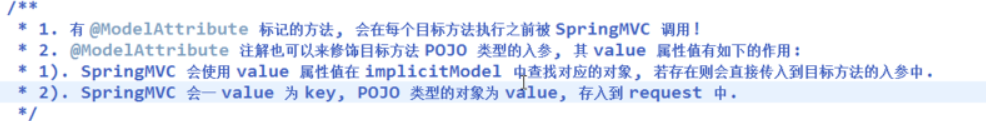 /**
 * 1. 有 @ModelAttribute 标记的方法, 会在每个目标方法执行之前被 SpringMVC 调用!
 * 2. @ModelAttribute 注解也可以来修饰目标方法 POJO 类型的入参, 其 value 属性值有如下的作用:
 * 1). SpringMVC 会使用 value 属性值在 implicitModel 中查找对应的对象, 若存在则会直接传入到目标方法的入参中.
 * 2). SpringMVC 会一 value 为 key, POJO 类型的对象为 value, 存入到 request 中.
 */